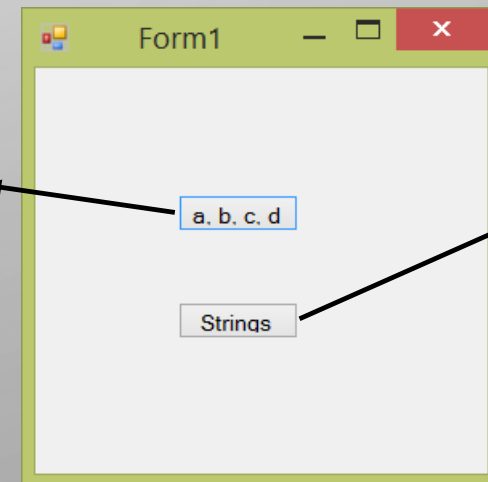 Form1
a, b, c, d
Strings